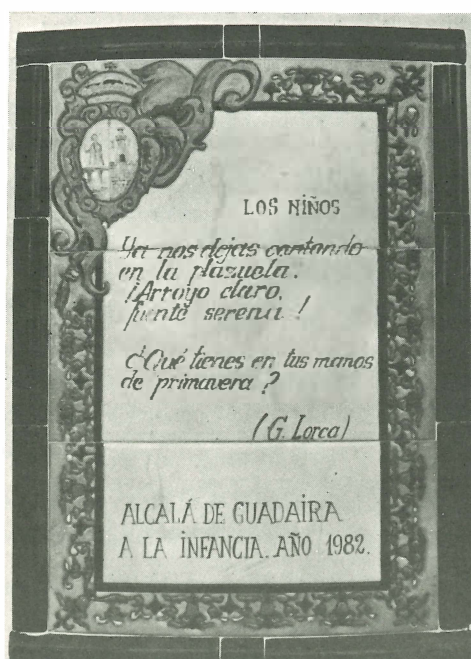 LOS NIÑOS
Ya nos dejas cantando
en la plazuela.
¡Arroyo claro,
fuente serena!
¿Qué tienes en tus manos
de primavera?
(G. Lorca)
ALCALÁ DE GUADAÍRA
A LA INFANCIA. AÑO 1982.